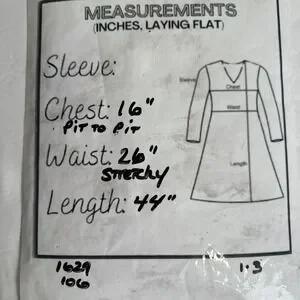 MEASUREMENTS
(INCHES, LAYING FLAT)
Sleeve:
Chest: 16"
PIT TO PIT
Waist: 26"
STRETCHY
Length: 44"
Sleeve
Chest
Waist
Length
1629
106
1.3